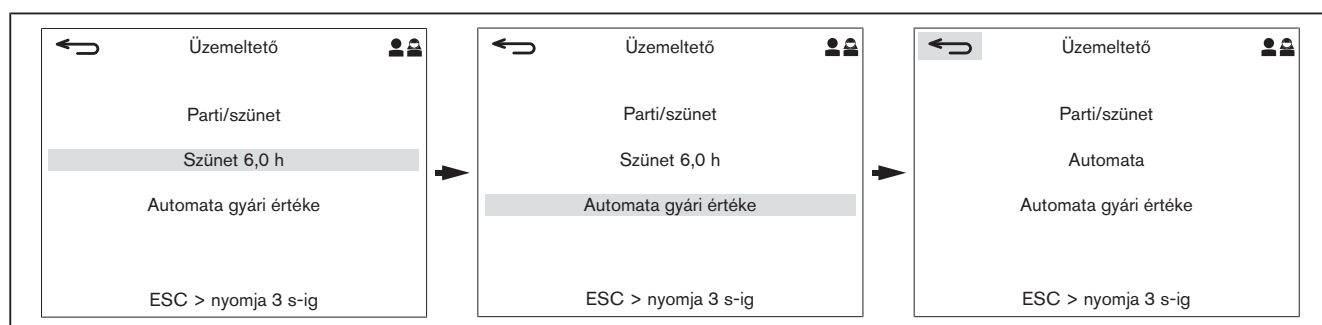 Üzemeltető
Parti/szünet
Szünet 6,0 h
Automata gyári értéke
ESC > nyomja 3 s-ig
Üzemeltető
Parti/szünet
Szünet 6,0 h
Automata gyári értéke
ESC > nyomja 3 s-ig
Üzemeltető
Parti/szünet
Automata
Automata gyári értéke
ESC > nyomja 3 s-ig